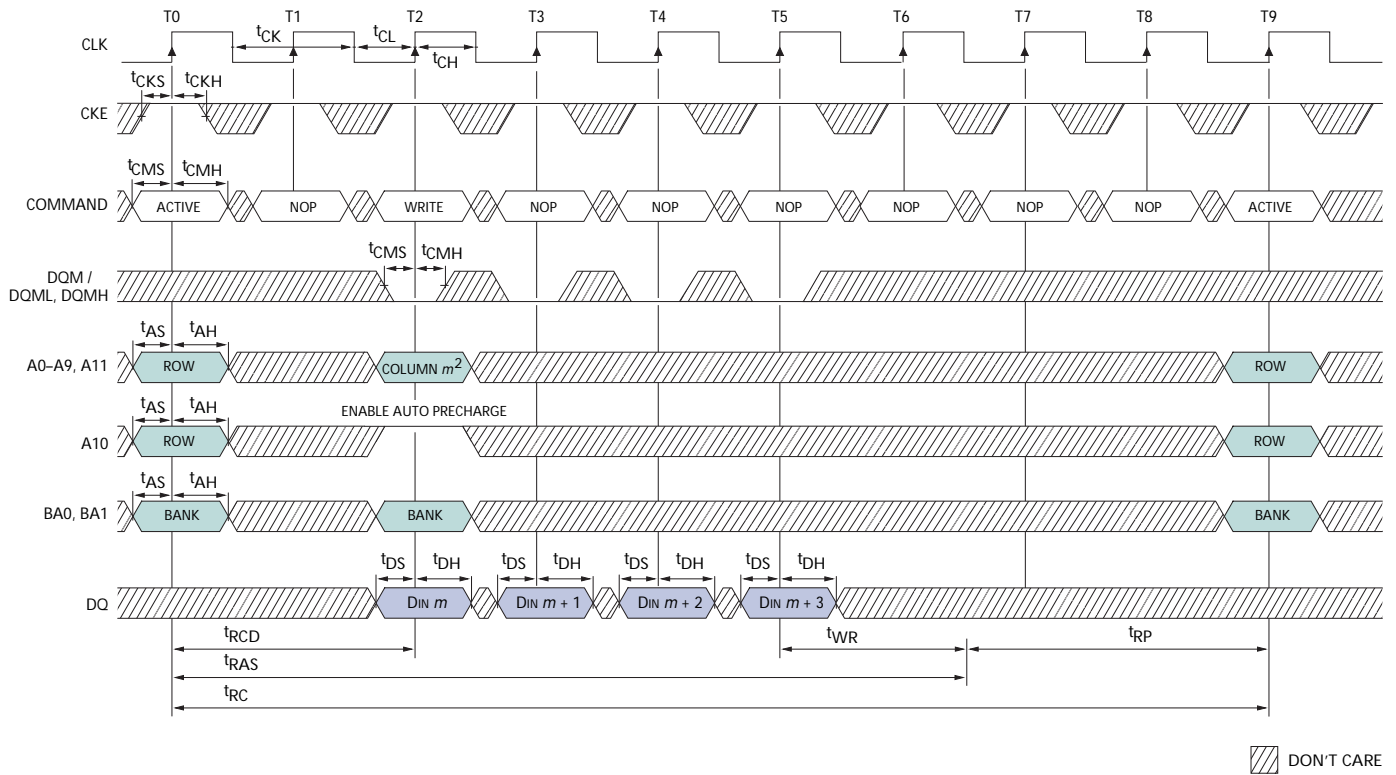 T0 T1 T2 T3 T4 T5 T6 T7 T8 T9
CLK tCK tCL tCH
tCKS tCKH
CKE
tCMS tCMH
COMMAND ACTIVE NOP WRITE NOP NOP NOP NOP NOP NOP ACTIVE
tCMS tCMH
DQM /
DQML, DQMH
tAS tAH
A0–A9, A11 ROW COLUMN m2 ROW
tAS tAH ENABLE AUTO PRECHARGE
A10 ROW ROW
tAS tAH
BA0, BA1 BANK BANK BANK
tDS tDH tDS tDH tDS tDH tDS tDH
DQ DIN m DIN m + 1 DIN m + 2 DIN m + 3
tRCD tWR tRP
tRAS
tRC
DON'T CARE